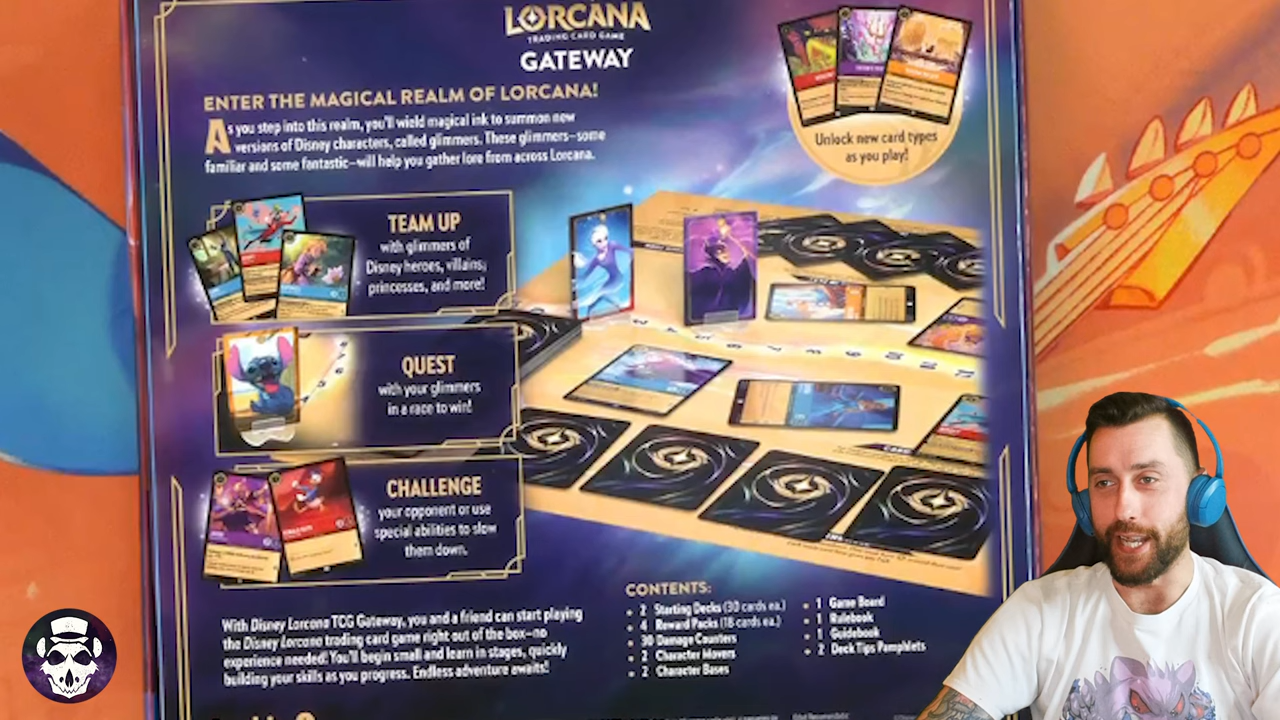 LORCANA
TRADING CARD GAME
GATEWAY
ENTER THE MAGICAL REALM OF LORCANA!
As you step into this realm, you'll wield magical ink to summon new
versions of Disney characters, called glimmers. These glimmers—some
familiar and some fantastic—will help you gather lore from across Lorcana.
Unlock new card types
as you play!
TEAM UP
with glimmers of
Disney heroes, villains,
princesses, and more!
QUEST
with your glimmers
in a race to win!
CHALLENGE
your opponent or use
special abilities to slow
them down.
With Disney Lorcana TCG Gateway, you and a friend can start playing
the Disney Lorcana trading card game right out of the box—no
experience needed! You'll begin small and learn in stages, quickly
building your skills as you progress. Endless adventure awaits!
CONTENTS:
• 2 Starting Decks (30 cards ea.)
• 4 Reward Packs (18 cards ea.)
• 30 Damage Counters
• 2 Character Movers
• 2 Character Bases
• 1 Game Board
• 1 Rulebook
• 1 Guidebook
• 2 Deck Tips Pamphlets